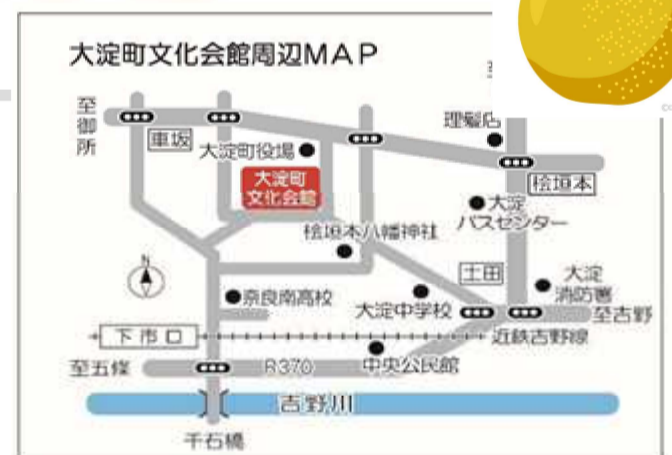 大淀町文化会館周辺MAP
至御所
車坂
大淀町役場
理髪店
大淀町
文化会館
桧垣本
大淀
バスセンター
桧垣本八幡神社
土田
大淀
消防署
N
奈良南高校
大淀中学校
至吉野
下市口
近鉄吉野線
至五條
R370
中央公民館
吉野川
千石橋